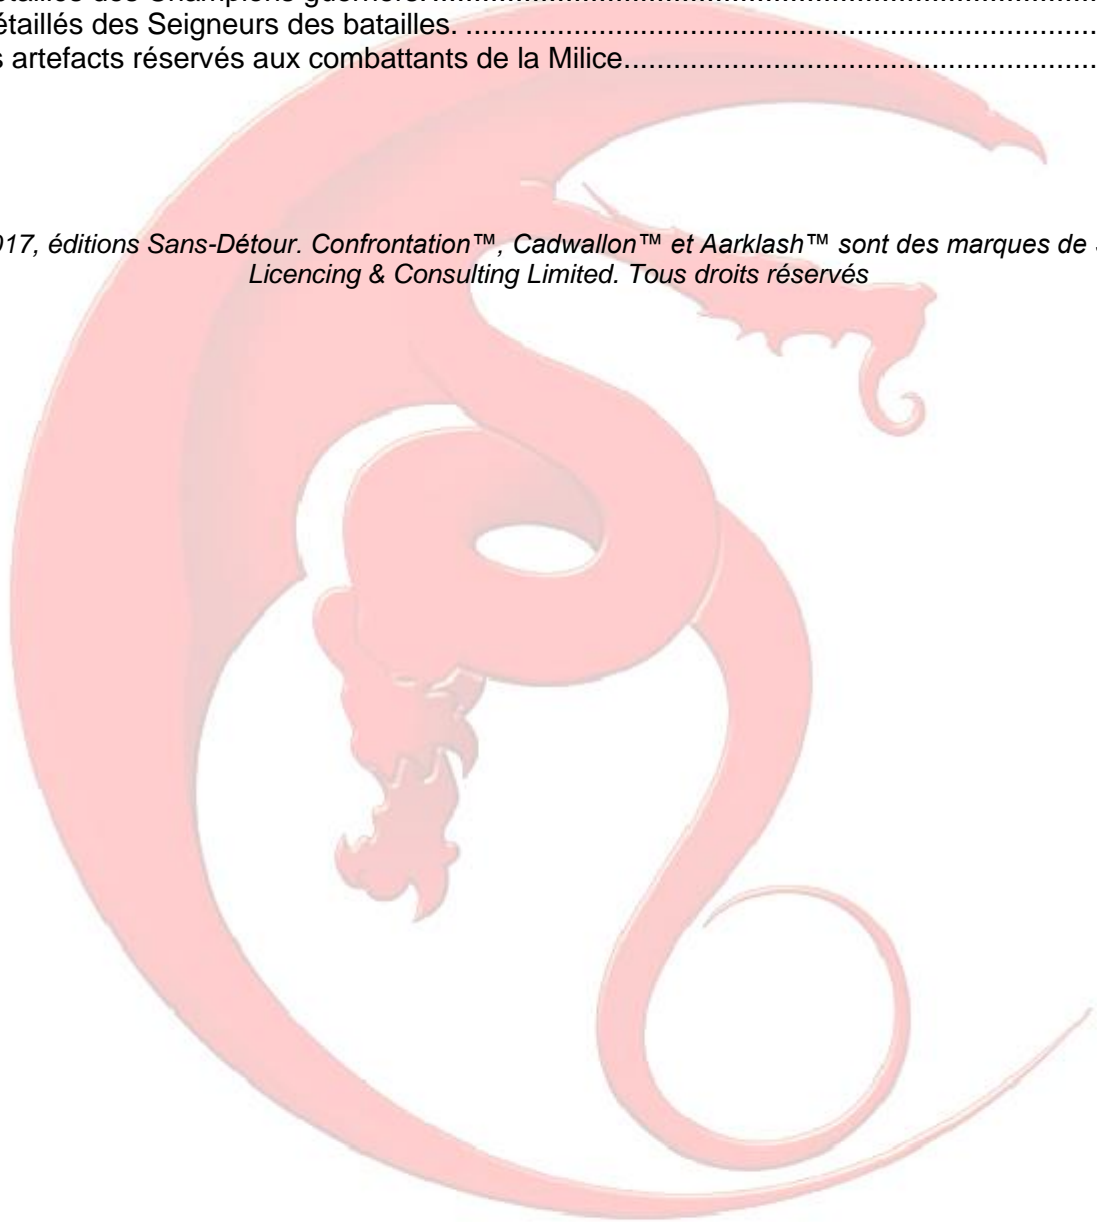 étaillés des Seigneurs des batailles. ............................................................................
s artefacts réservés aux combattants de la Milice.........................................................
017, éditions Sans-Détour. Confrontation™, Cadwallon™ et Aarklash™ sont des marques de
Licencing & Consulting Limited. Tous droits réservés